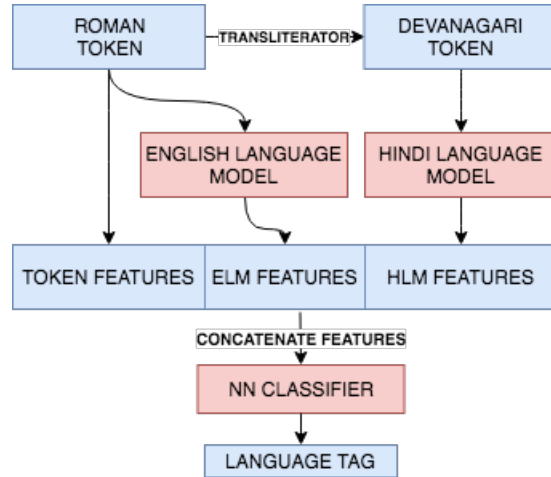 ROMAN
TOKEN
TRANSLITERATOR
DEVANAGARI
TOKEN
ENGLISH LANGUAGE
MODEL
HINDI LANGUAGE
MODEL
TOKEN FEATURES
ELM FEATURES
HLM FEATURES
CONCATENATE FEATURES
NN CLASSIFIER
LANGUAGE TAG